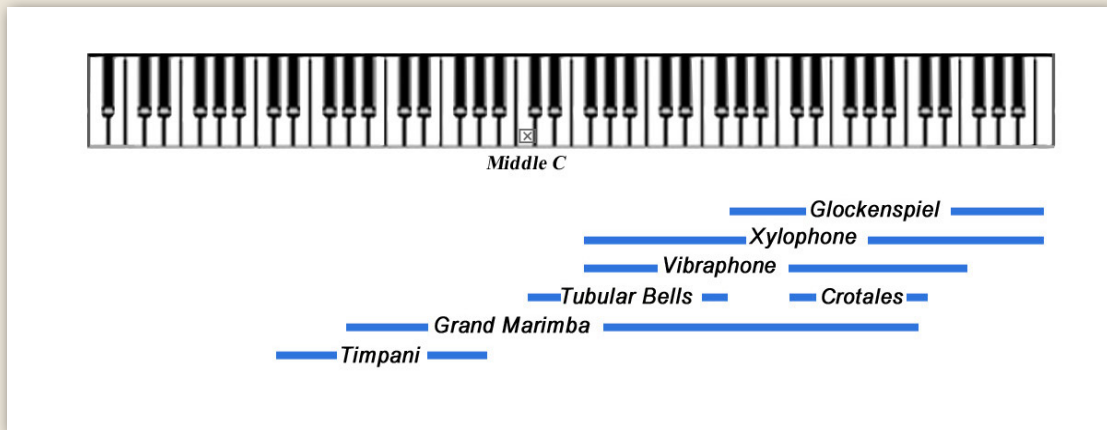 Middle C
Glockenspiel
Xylophone
Vibraphone
Tubular Bells Crotales
Grand Marimba
Timpani